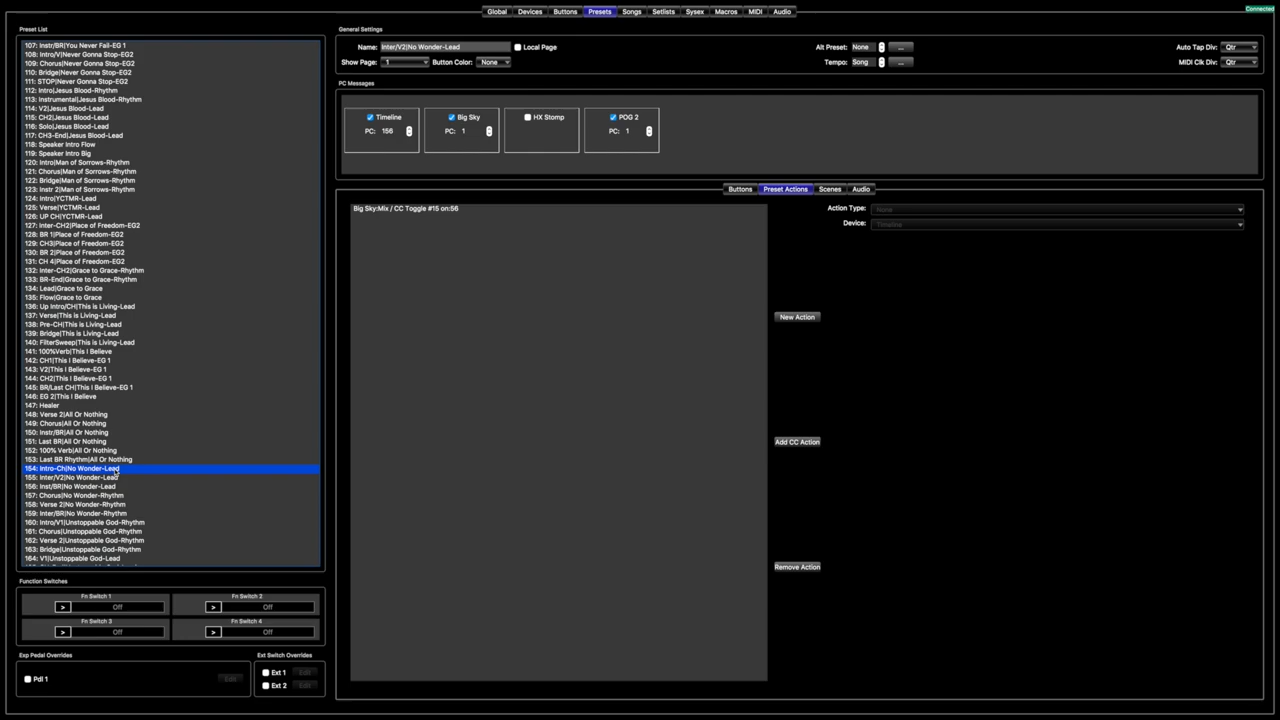 Global Devices Buttons Presets Songs Setlists Sysex Macros MIDI Audio
Connected
Preset List
107: Instr/BR|You Never Fail-EG 1
108: Intro/V|Never Gonna Stop-EG2
109: Chorus|Never Gonna Stop-EG2
110: Bridge|Never Gonna Stop-EG2
111: STOP|Never Gonna Stop-EG2
112: Intro|Jesus Blood-Rhythm
113: Instrumental|Jesus Blood-Rhythm
114: V2|Jesus Blood-Lead
115: CH2|Jesus Blood-Lead
116: Solo|Jesus Blood-Lead
117: CH3-End|Jesus Blood-Lead
118: Speaker Intro Flow
119: Speaker Intro Big
120: Intro|Man of Sorrows-Rhythm
121: Chorus|Man of Sorrows-Rhythm
122: Bridge|Man of Sorrows-Rhythm
123: Instr 2|Man of Sorrows-Rhythm
124: Intro|YCTMR-Lead
125: Verse|YCTMR-Lead
126: UP CH|YCTMR-Lead
127: Inter-CH2|Place of Freedom-EG2
128: BR 1|Place of Freedom-EG2
129: CH3|Place of Freedom-EG2
130: BR 2|Place of Freedom-EG2
131: CH 4|Place of Freedom-EG2
132: Inter-CH2|Grace to Grace-Rhythm
133: BR-End|Grace to Grace-Rhythm
134: Lead|Grace to Grace
135: Flow|Grace to Grace
136: Up Intro/CH|This is Living-Lead
137: Verse|This is Living-Lead
138: Pre-CH|This is Living-Lead
139: Bridge|This is Living-Lead
140: FilterSweep|This is Living-Lead
141: 100%Verb|This I Believe
142: CH1|This I Believe-EG 1
143: V2|This I Believe-EG 1
144: CH2|This I Believe-EG 1
145: BR/Last CH|This I Believe-EG 1
146: EG 2|This I Believe
147: Healer
148: Verse 2|All Or Nothing
149: Chorus|All Or Nothing
150: Instr/BR|All Or Nothing
151: Last BR|All Or Nothing
152: 100% Verb|All Or Nothing
153: Last BR Rhythm|All Or Nothing
154: Intro-Ch|No Wonder-Lead
155: Inter/V2|No Wonder-Lead
156: Inst/BR|No Wonder-Lead
157: Chorus|No Wonder-Rhythm
158: Verse 2|No Wonder-Rhythm
159: Inter/BR|No Wonder-Rhythm
160: Intro/V1|Unstoppable God-Rhythm
161: Chorus|Unstoppable God-Rhythm
162: Verse 2|Unstoppable God-Rhythm
163: Bridge|Unstoppable God-Rhythm
164: V1|Unstoppable God-Lead
Function Switches
Fn Switch 1 Fn Switch 2
> Off > Off
Fn Switch 3 Fn Switch 4
> Off > Off
Exp Pedal Overrides
Pdl 1 Edit
Ext Switch Overrides
Ext 1 Edit
Ext 2 Edit
General Settings
Name: Inter/V2|No Wonder-Lead Local Page Alt Preset: None ... Auto Tap Div: Qtr
Show Page: 1 Button Color: None Tempo: Song ... MIDI Clk Div: Qtr
PC Messages
Timeline Big Sky HX Stomp POG 2
PC: 156 PC: 1 PC: 1
Buttons Preset Actions Scenes Audio
Big Sky:Mix / CC Toggle #15 on:56
Action Type: None
Device: Timeline
New Action
Add CC Action
Remove Action